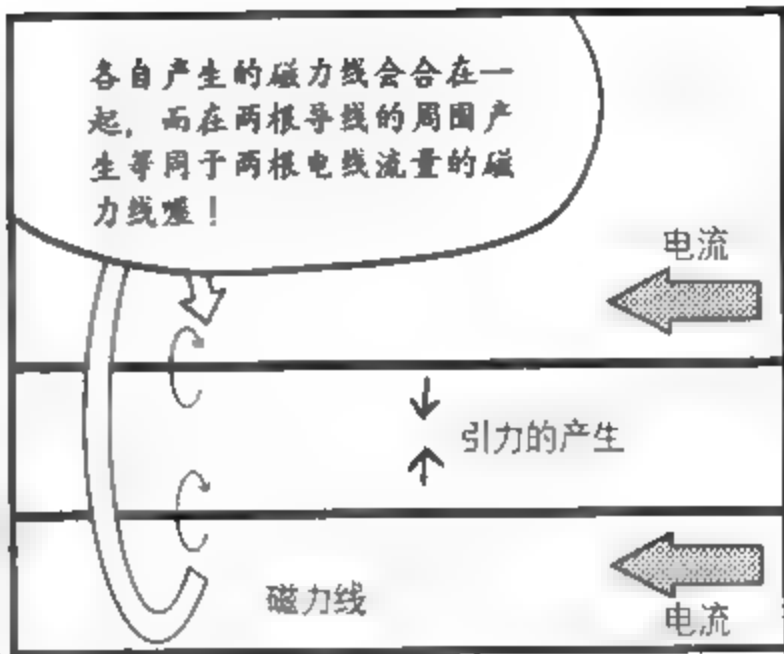 各自产生的磁力线会合在一
起，而在两根导线的周围产
生等同于两根电线流量的磁
力线喔！
电流
引力的产生
磁力线
电流